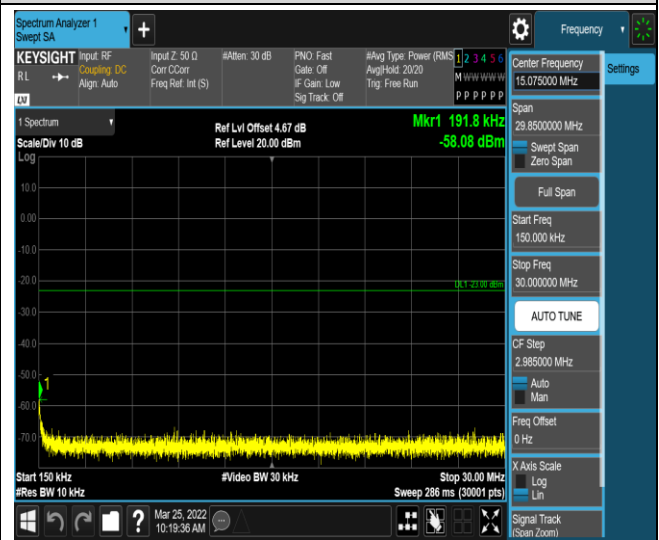 Spectrum Analyzer 1
Swept SA
Frequency
KEYSIGHT
RL
LXI
Input: RF
Coupling: DC
Align: Auto
Input Z: 50 Ω
Corr CCorr
Freq Ref: Int (S)
#Atten: 30 dB
PNO: Fast
Gate: Off
IF Gain: Low
Sig Track: Off
#Avg Type: Power (RMS
Avg|Hold: 20/20
Trig: Free Run
1 2 3 4 5 6
M W W W W W
P P P P P P
1 Spectrum
Scale/Div 10 dB
Ref Lvl Offset 4.67 dB
Ref Level 20.00 dBm
Mkr1 191.8 kHz
-58.08 dBm
Log
10.0
0.00
-10.0
-20.0
DL1 -23.00 dBm
-30.0
-40.0
-50.0
1
-60.0
-70.0
Start 150 kHz
#Video BW 30 kHz
Stop 30.00 MHz
#Res BW 10 kHz
Sweep 286 ms (30001 pts)
Mar 25, 2022
10:19:36 AM
Center Frequency
15.075000 MHz
Settings
Span
29.8500000 MHz
Swept Span
Zero Span
Full Span
Start Freq
150.000 kHz
Stop Freq
30.000000 MHz
AUTO TUNE
CF Step
2.985000 MHz
Auto
Man
Freq Offset
0 Hz
X Axis Scale
Log
Lin
Signal Track
(Span Zoom)